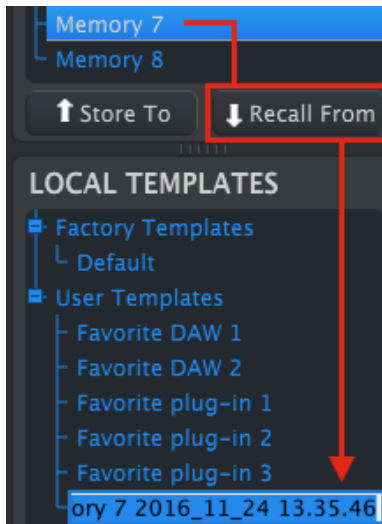 Memory 7
Memory 8
Store To
Recall From
LOCAL TEMPLATES
Factory Templates
Default
User Templates
Favorite DAW 1
Favorite DAW 2
Favorite plug-in 1
Favorite plug-in 2
Favorite plug-in 3
ory 7 2016_11_24 13.35.46